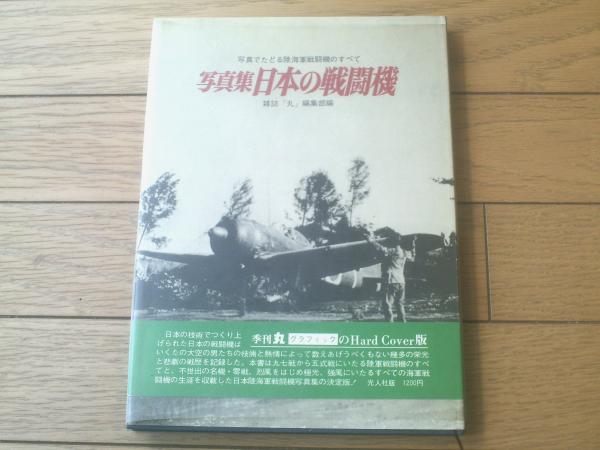 写真でたどる陸海軍戦闘機のすべて
写真集 日本の戦闘機
雑誌「丸」編集部編
季刊 丸 グラフィック のHard Cover版
日本の技術でつくり上
げられた日本の戦闘機は
いくたの大空の男たちの技摘と熱情によって数えあげうべくもない幾多の栄光
と悲劇の戦歴を記録した。本書は九七戦から五式戦にいたる陸軍戦闘機のすべ
てと、不世出の名機・零戦、烈風をはじめ極光、強風にいたるすべての海軍戦
闘機の生涯を収載した日本陸海軍戦闘機写真集の決定版！ 光人社版 1200円